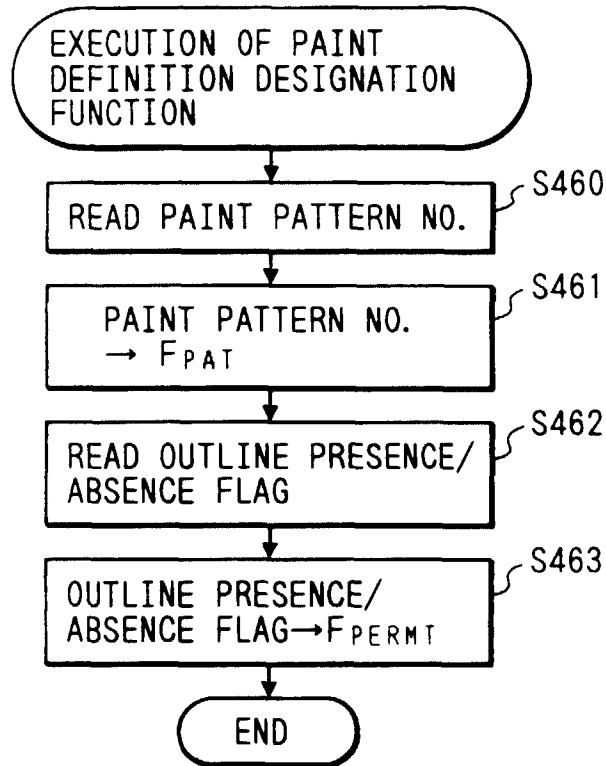 EXECUTION OF PAINT
DEFINITION DESIGNATION
FUNCTION
S460
READ PAINT PATTERN NO.
S461
PAINT PATTERN NO.
→ FPAT
S462
READ OUTLINE PRESENCE/
ABSENCE FLAG
S463
OUTLINE PRESENCE/
ABSENCE FLAG→FPERMT
END